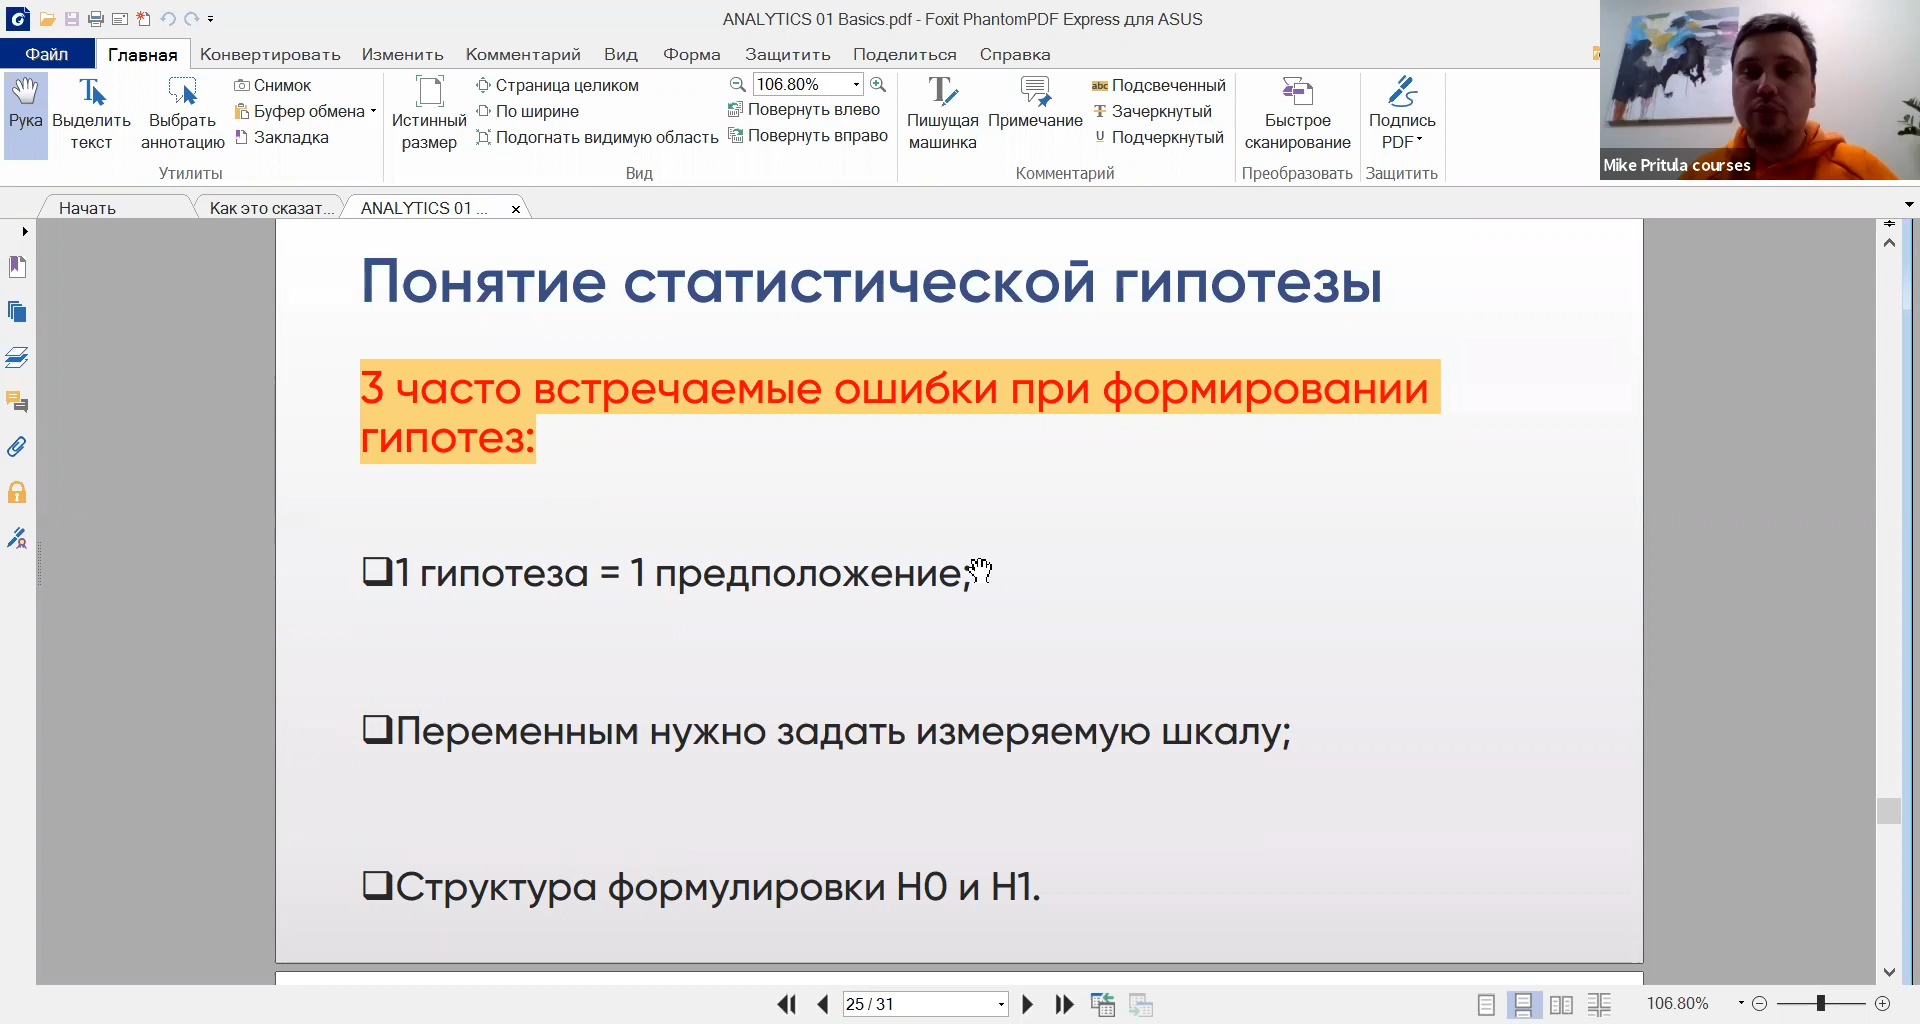 ANALYTICS 01 Basics.pdf - Foxit PhantomPDF Express для ASUS
Файл
Главная
Конвертировать
Изменить
Комментарий
Вид
Форма
Защитить
Поделиться
Справка
Рука
Выделить текст
Выбрать аннотацию
Снимок
Буфер обмена
Закладка
Утилиты
Истинный размер
Страница целиком
По ширине
Подогнать видимую область
106.80%
Повернуть влево
Повернуть вправо
Вид
Пишущая машинка
Примечание
abc Подсвеченный
Зачеркнутый
Подчеркнутый
Комментарий
Быстрое сканирование
Преобразовать
Подпись PDF
Защитить
Mike Pritula courses
Начать
Как это сказат...
ANALYTICS 01 ...
Понятие статистической гипотезы
3 часто встречаемые ошибки при формировании
гипотез:
❑1 гипотеза = 1 предположение;
❑Переменным нужно задать измеряемую шкалу;
❑Структура формулировки H0 и H1.
25 / 31
106.80%